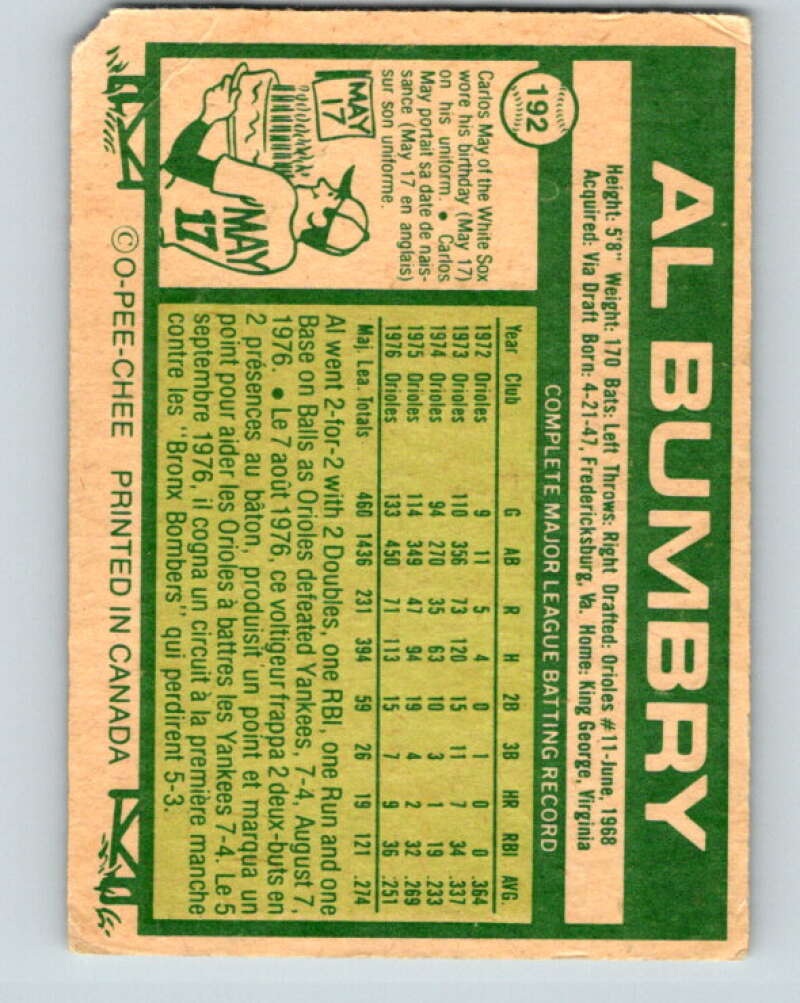 192
AL BUMBRY
Height: 5'8" Weight: 170 Bats: Left Throws: Right Drafted: Orioles #11-June, 1968
Acquired: Via Draft Born: 4-21-47, Fredericksburg, Va. Home: King George, Virginia
COMPLETE MAJOR LEAGUE BATTING RECORD
Year Club G AB R H 2B 3B HR RBI AVG.
1972 Orioles 9 11 5 4 0 1 0 0 .364
1973 Orioles 110 356 73 120 15 11 7 34 .337
1974 Orioles 94 270 35 63 10 3 1 19 .233
1975 Orioles 114 349 47 94 19 4 2 32 .269
1976 Orioles 133 450 71 113 15 7 9 36 .251
Maj. Lea. Totals 460 1436 231 394 59 26 19 121 .274
Al went 2-for-2 with 2 Doubles, one RBI, one Run and one
Base on Balls as Orioles defeated Yankees, 7-4, August 7,
1976. • Le 7 août 1976, ce voltigeur frappa 2 deux-buts en
2 présences au bâton, produisit un point et marqua un
point pour aider les Orioles à battres les Yankees 7-4. Le 5
septembre 1976, il cogna un circuit à la première manche
contre les "Bronx Bombers" qui perdirent 5-3.
Carlos May of the White Sox
wore his birthday (May 17)
on his uniform. • Carlos
May portait sa date de nais-
sance (May 17 en anglais)
sur son uniforme.
MAY
17
MAY
17
©O-PEE-CHEE PRINTED IN CANADA